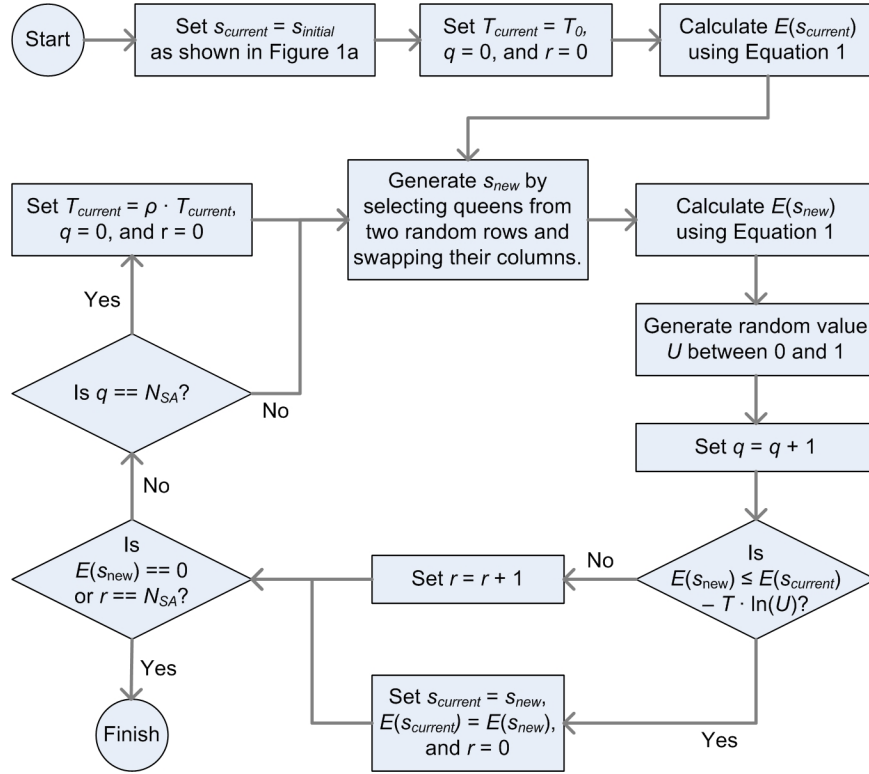 Start
Set s_current = s_initial
as shown in Figure 1a
Set T_current = T_0,
q = 0, and r = 0
Calculate E(s_current)
using Equation 1
Generate s_new by
selecting queens from
two random rows and
swapping their columns.
Calculate E(s_new)
using Equation 1
Generate random value
U between 0 and 1
Set q = q + 1
Is
E(s_new) ≤ E(s_current)
– T · ln(U)?
No
Set r = r + 1
Yes
Set s_current = s_new,
E(s_current) = E(s_new),
and r = 0
Is
E(s_new) == 0
or r == N_SA?
Yes
Finish
No
Is q == N_SA?
No
Yes
Set T_current = ρ · T_current,
q = 0, and r = 0